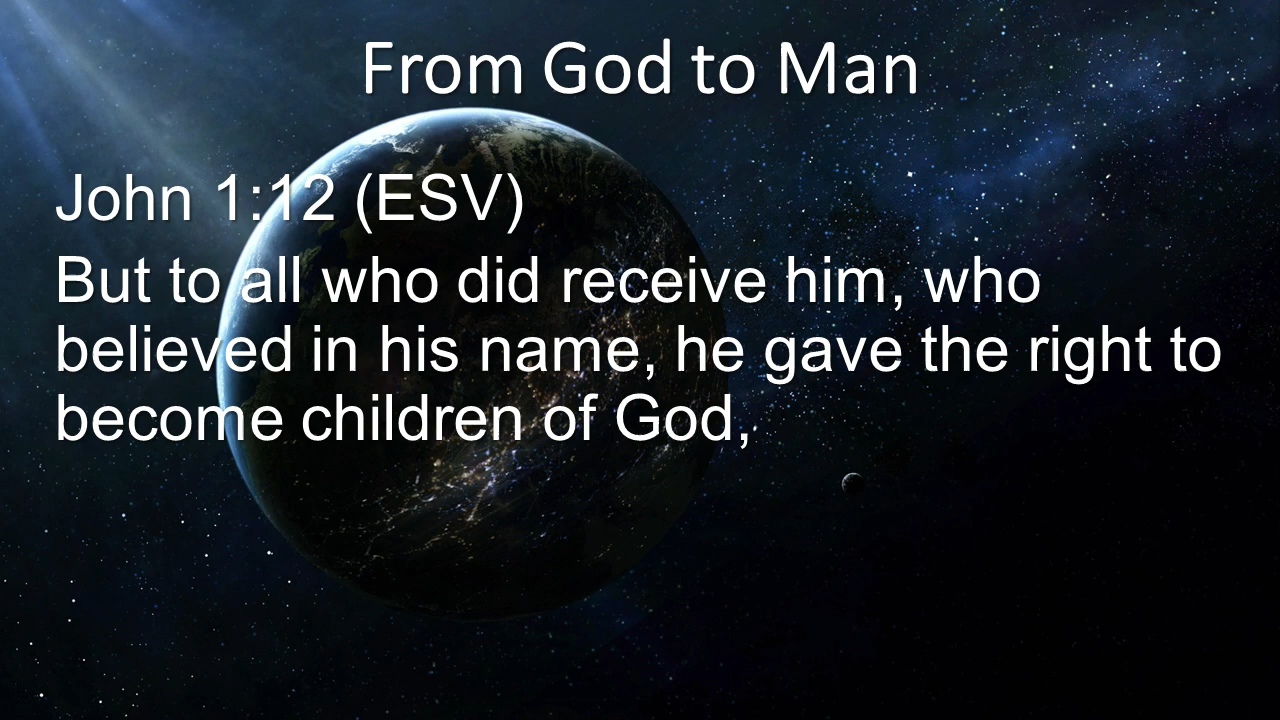 From God to Man
John 1:12 (ESV)
But to all who did receive him, who
believed in his name, he gave the right to
become children of God,